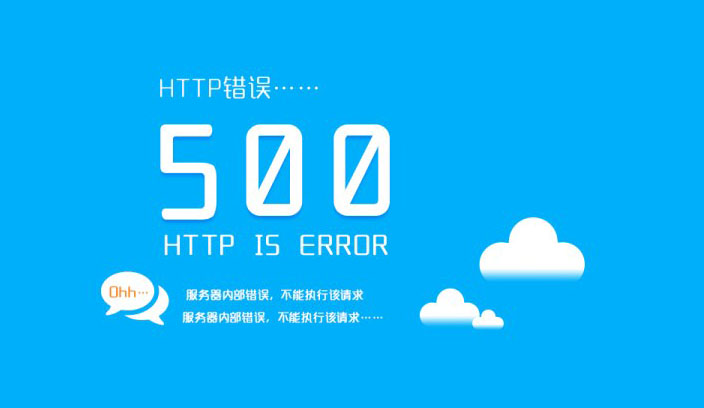 HTTP错误……
500
HTTP IS ERROR
Ohh…
服务器内部错误，不能执行该请求
服务器内部错误，不能执行该请求……